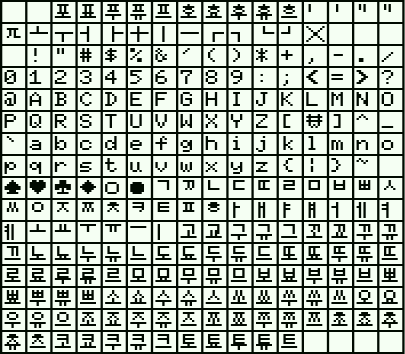 포 표 푸 퓨 프 호 효 후 휴 흐 ' ' " "
π ┴ ┬ ┤ ├ ┼ │ ─ ┌ ┐ └ ┘ ╳
! " # $ % & ´ ( ) * + , - . /
0 1 2 3 4 5 6 7 8 9 : ; < = > ?
@ A B C D E F G H I J K L M N O
P Q R S T U V W X Y Z [ ₩ ] ^ _
` a b c d e f g h i j k l m n o
p q r s t u v w x y z { ¦ } ~
♠ ♥ ♣ ♦ ○ ● ㄱ ㄲ ㄴ ㄷ ㄸ ㄹ ㅁ ㅂ ㅃ ㅅ
ㅆ ㅇ ㅈ ㅉ ㅊ ㅋ ㅌ ㅍ ㅎ ㅏ ㅐ ㅑ ㅒ ㅓ ㅔ ㅕ
ㅖ ㅗ ㅛ ㅜ ㅠ ㅡ ㅣ 고 교 구 규 그 꼬 꾜 꾸 뀨
끄 노 뇨 누 뉴 느 도 됴 두 듀 드 또 뚀 뚜 뜌 뜨
로 료 루 류 르 모 묘 무 뮤 므 보 뵤 부 뷰 브 뽀
뾰 뿌 쀼 쁘 소 쇼 수 슈 스 쏘 쑈 쑤 쓔 쓰 오 요
우 유 으 조 죠 주 쥬 즈 쪼 쬬 쭈 쮸 쯔 초 쵸 추
츄 츠 코 쿄 쿠 큐 크 토 툐 투 튜 트